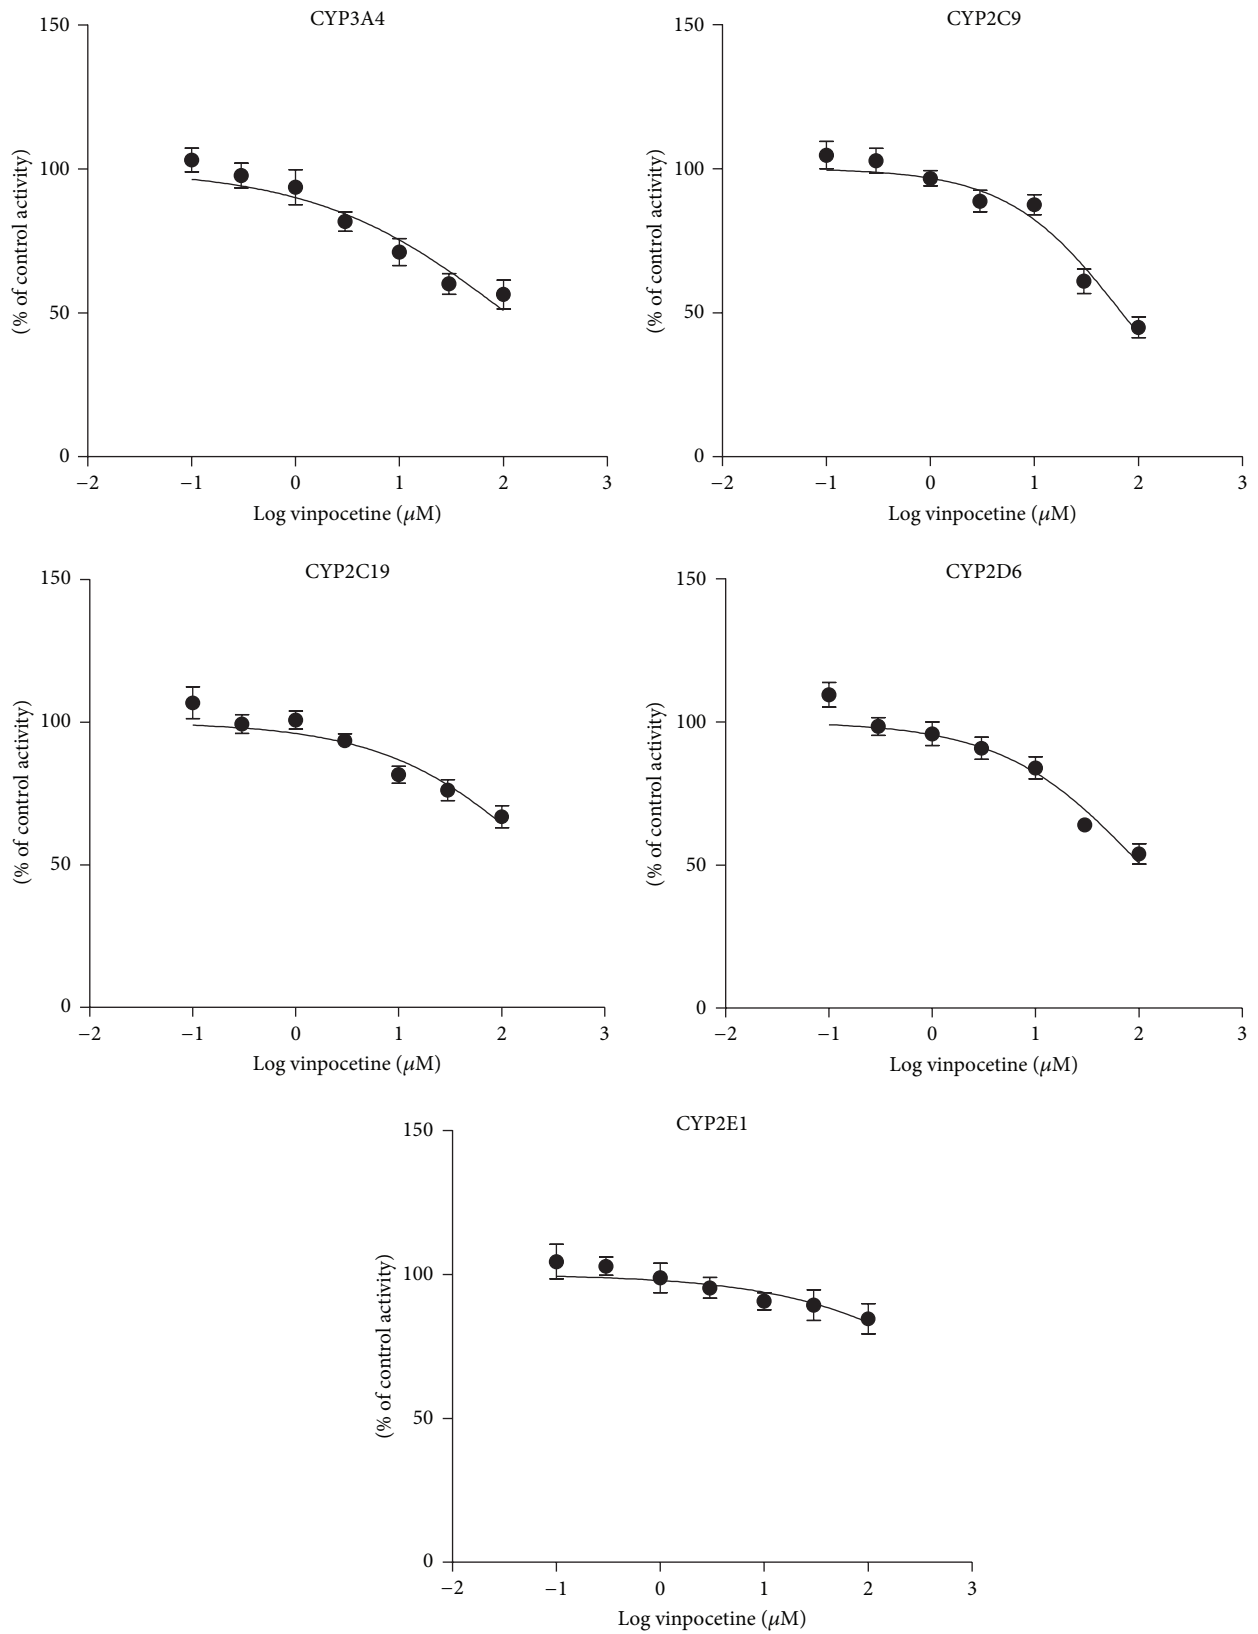 CYP3A4
150
100
50
0
(% of control activity)
−2 −1 0 1 2 3
Log vinpocetine (μM)
CYP2C9
150
100
50
0
(% of control activity)
−2 −1 0 1 2 3
Log vinpocetine (μM)
CYP2C19
150
100
50
0
(% of control activity)
−2 −1 0 1 2 3
Log vinpocetine (μM)
CYP2D6
150
100
50
0
(% of control activity)
−2 −1 0 1 2 3
Log vinpocetine (μM)
CYP2E1
150
100
50
0
(% of control activity)
−2 −1 0 1 2 3
Log vinpocetine (μM)